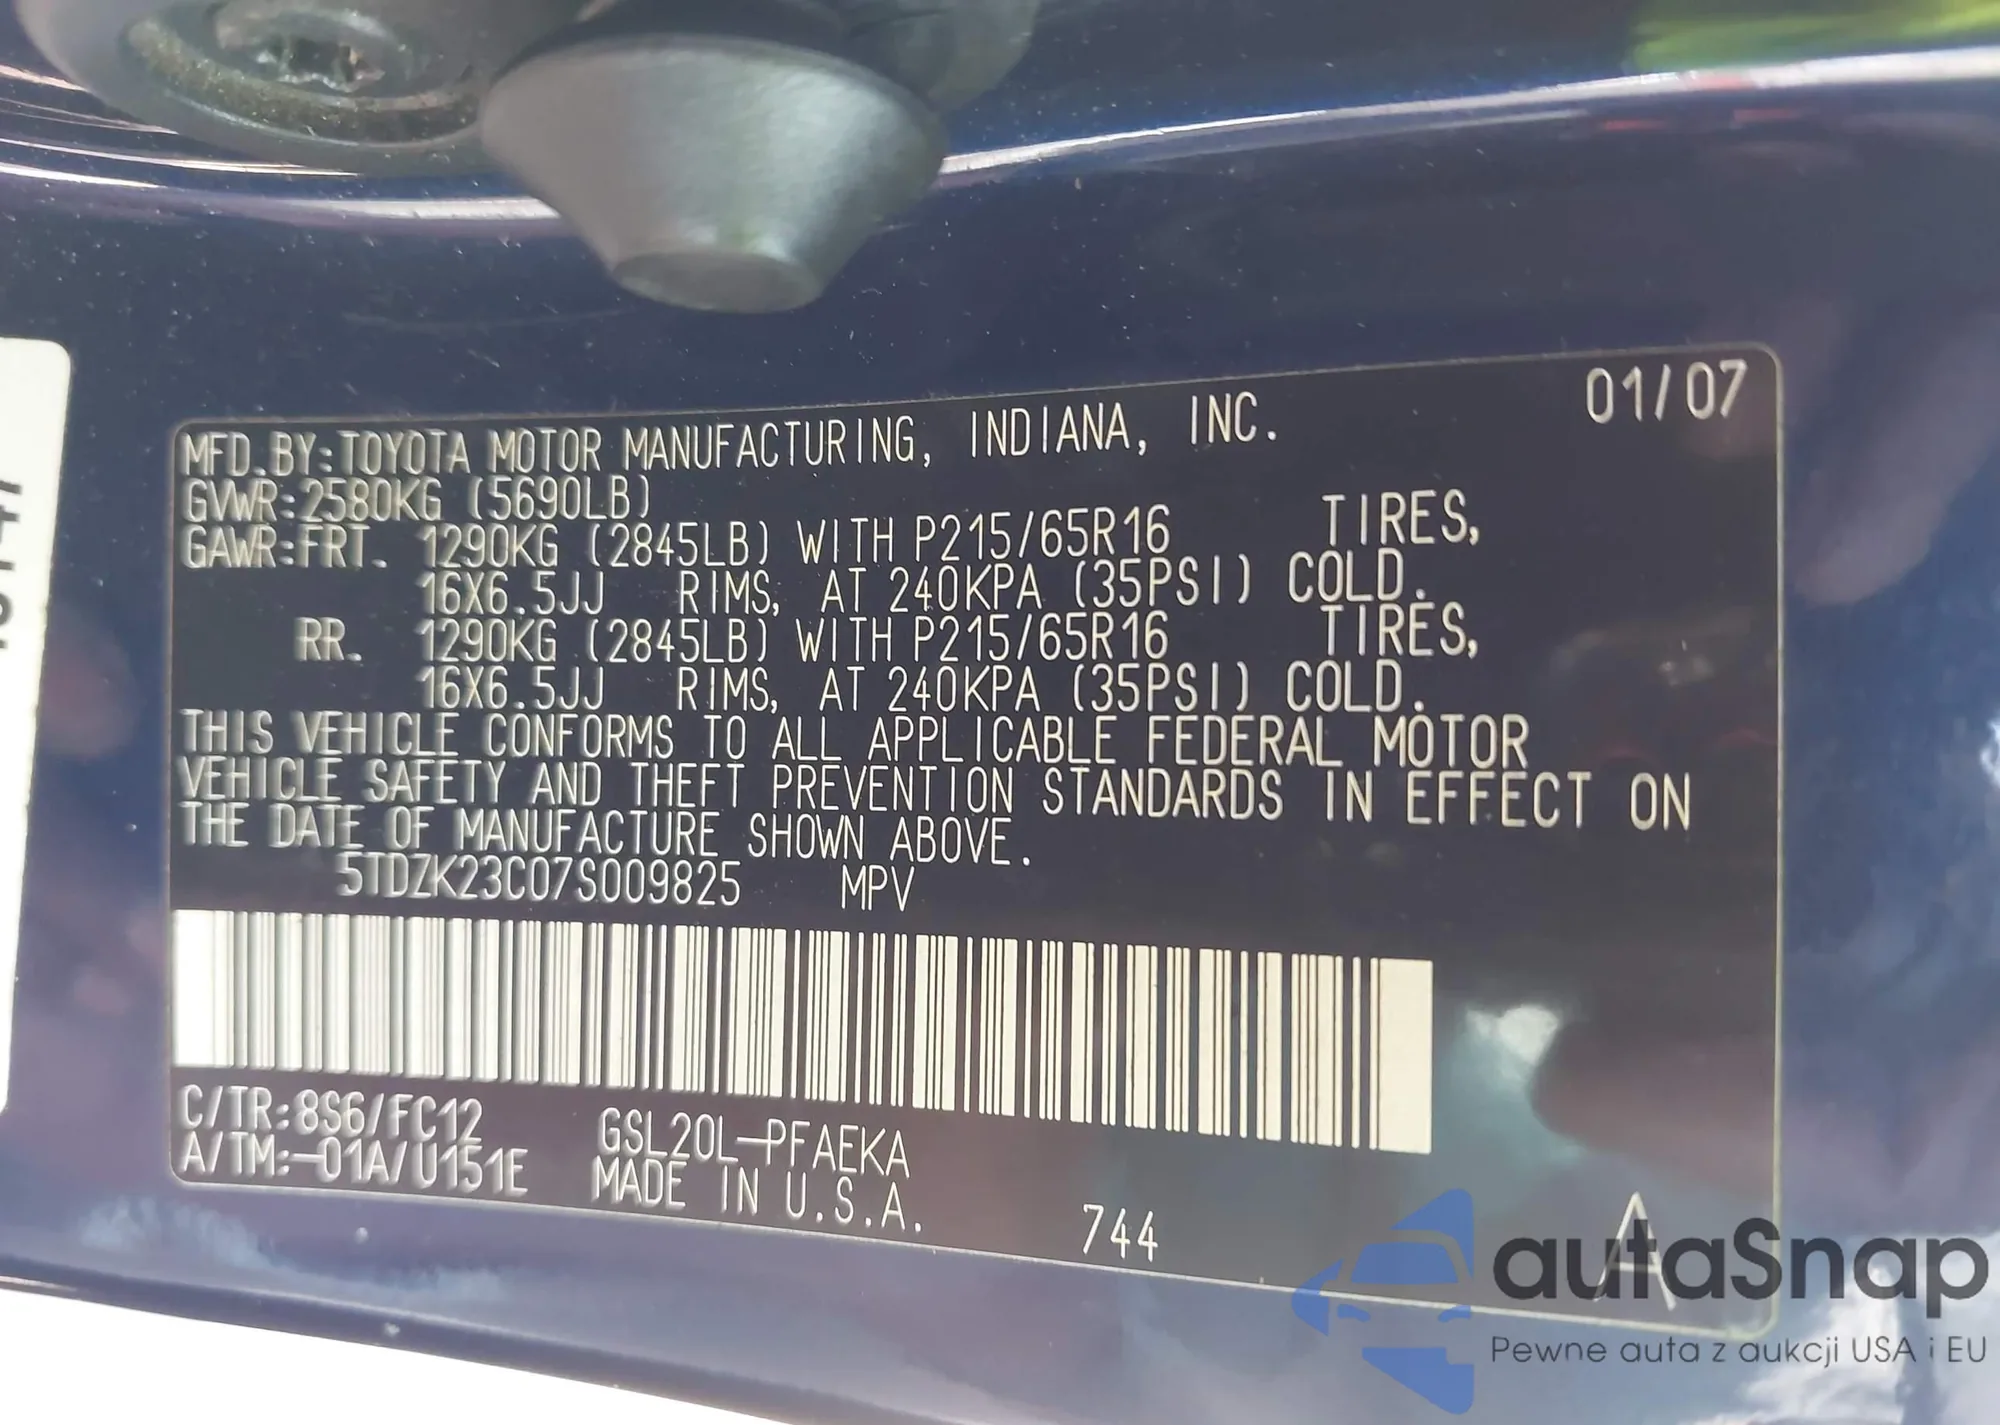 01/07
MFD.BY:TOYOTA MOTOR MANUFACTURING, INDIANA, INC.
GVWR:2580KG (5690LB)
GAWR:FRT. 1290KG (2845LB) WITH P215/65R16 TIRES,
16X6.5JJ RIMS, AT 240KPA (35PSI) COLD.
RR. 1290KG (2845LB) WITH P215/65R16 TIRES,
16X6.5JJ RIMS, AT 240KPA (35PSI) COLD.
THIS VEHICLE CONFORMS TO ALL APPLICABLE FEDERAL MOTOR
VEHICLE SAFETY AND THEFT PREVENTION STANDARDS IN EFFECT ON
THE DATE OF MANUFACTURE SHOWN ABOVE.
5TDZK23C07S009825 MPV
C/TR:8S6/FC12 GSL20L-PFAEKA
A/TM:-01A/U151E MADE IN U.S.A.
744 A
autaSnap
Pewne auta z aukcji USA i EU